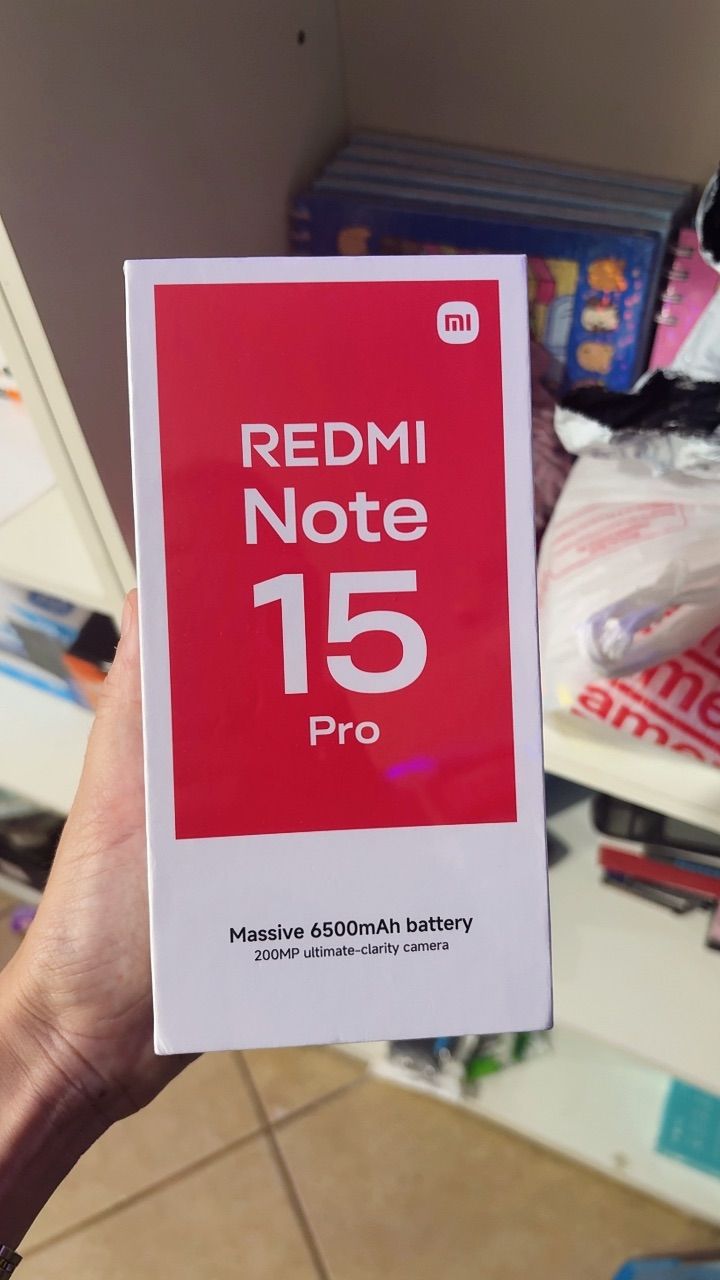 mi
REDMI
Note
15
Pro
Massive 6500mAh battery
200MP ultimate-clarity camera